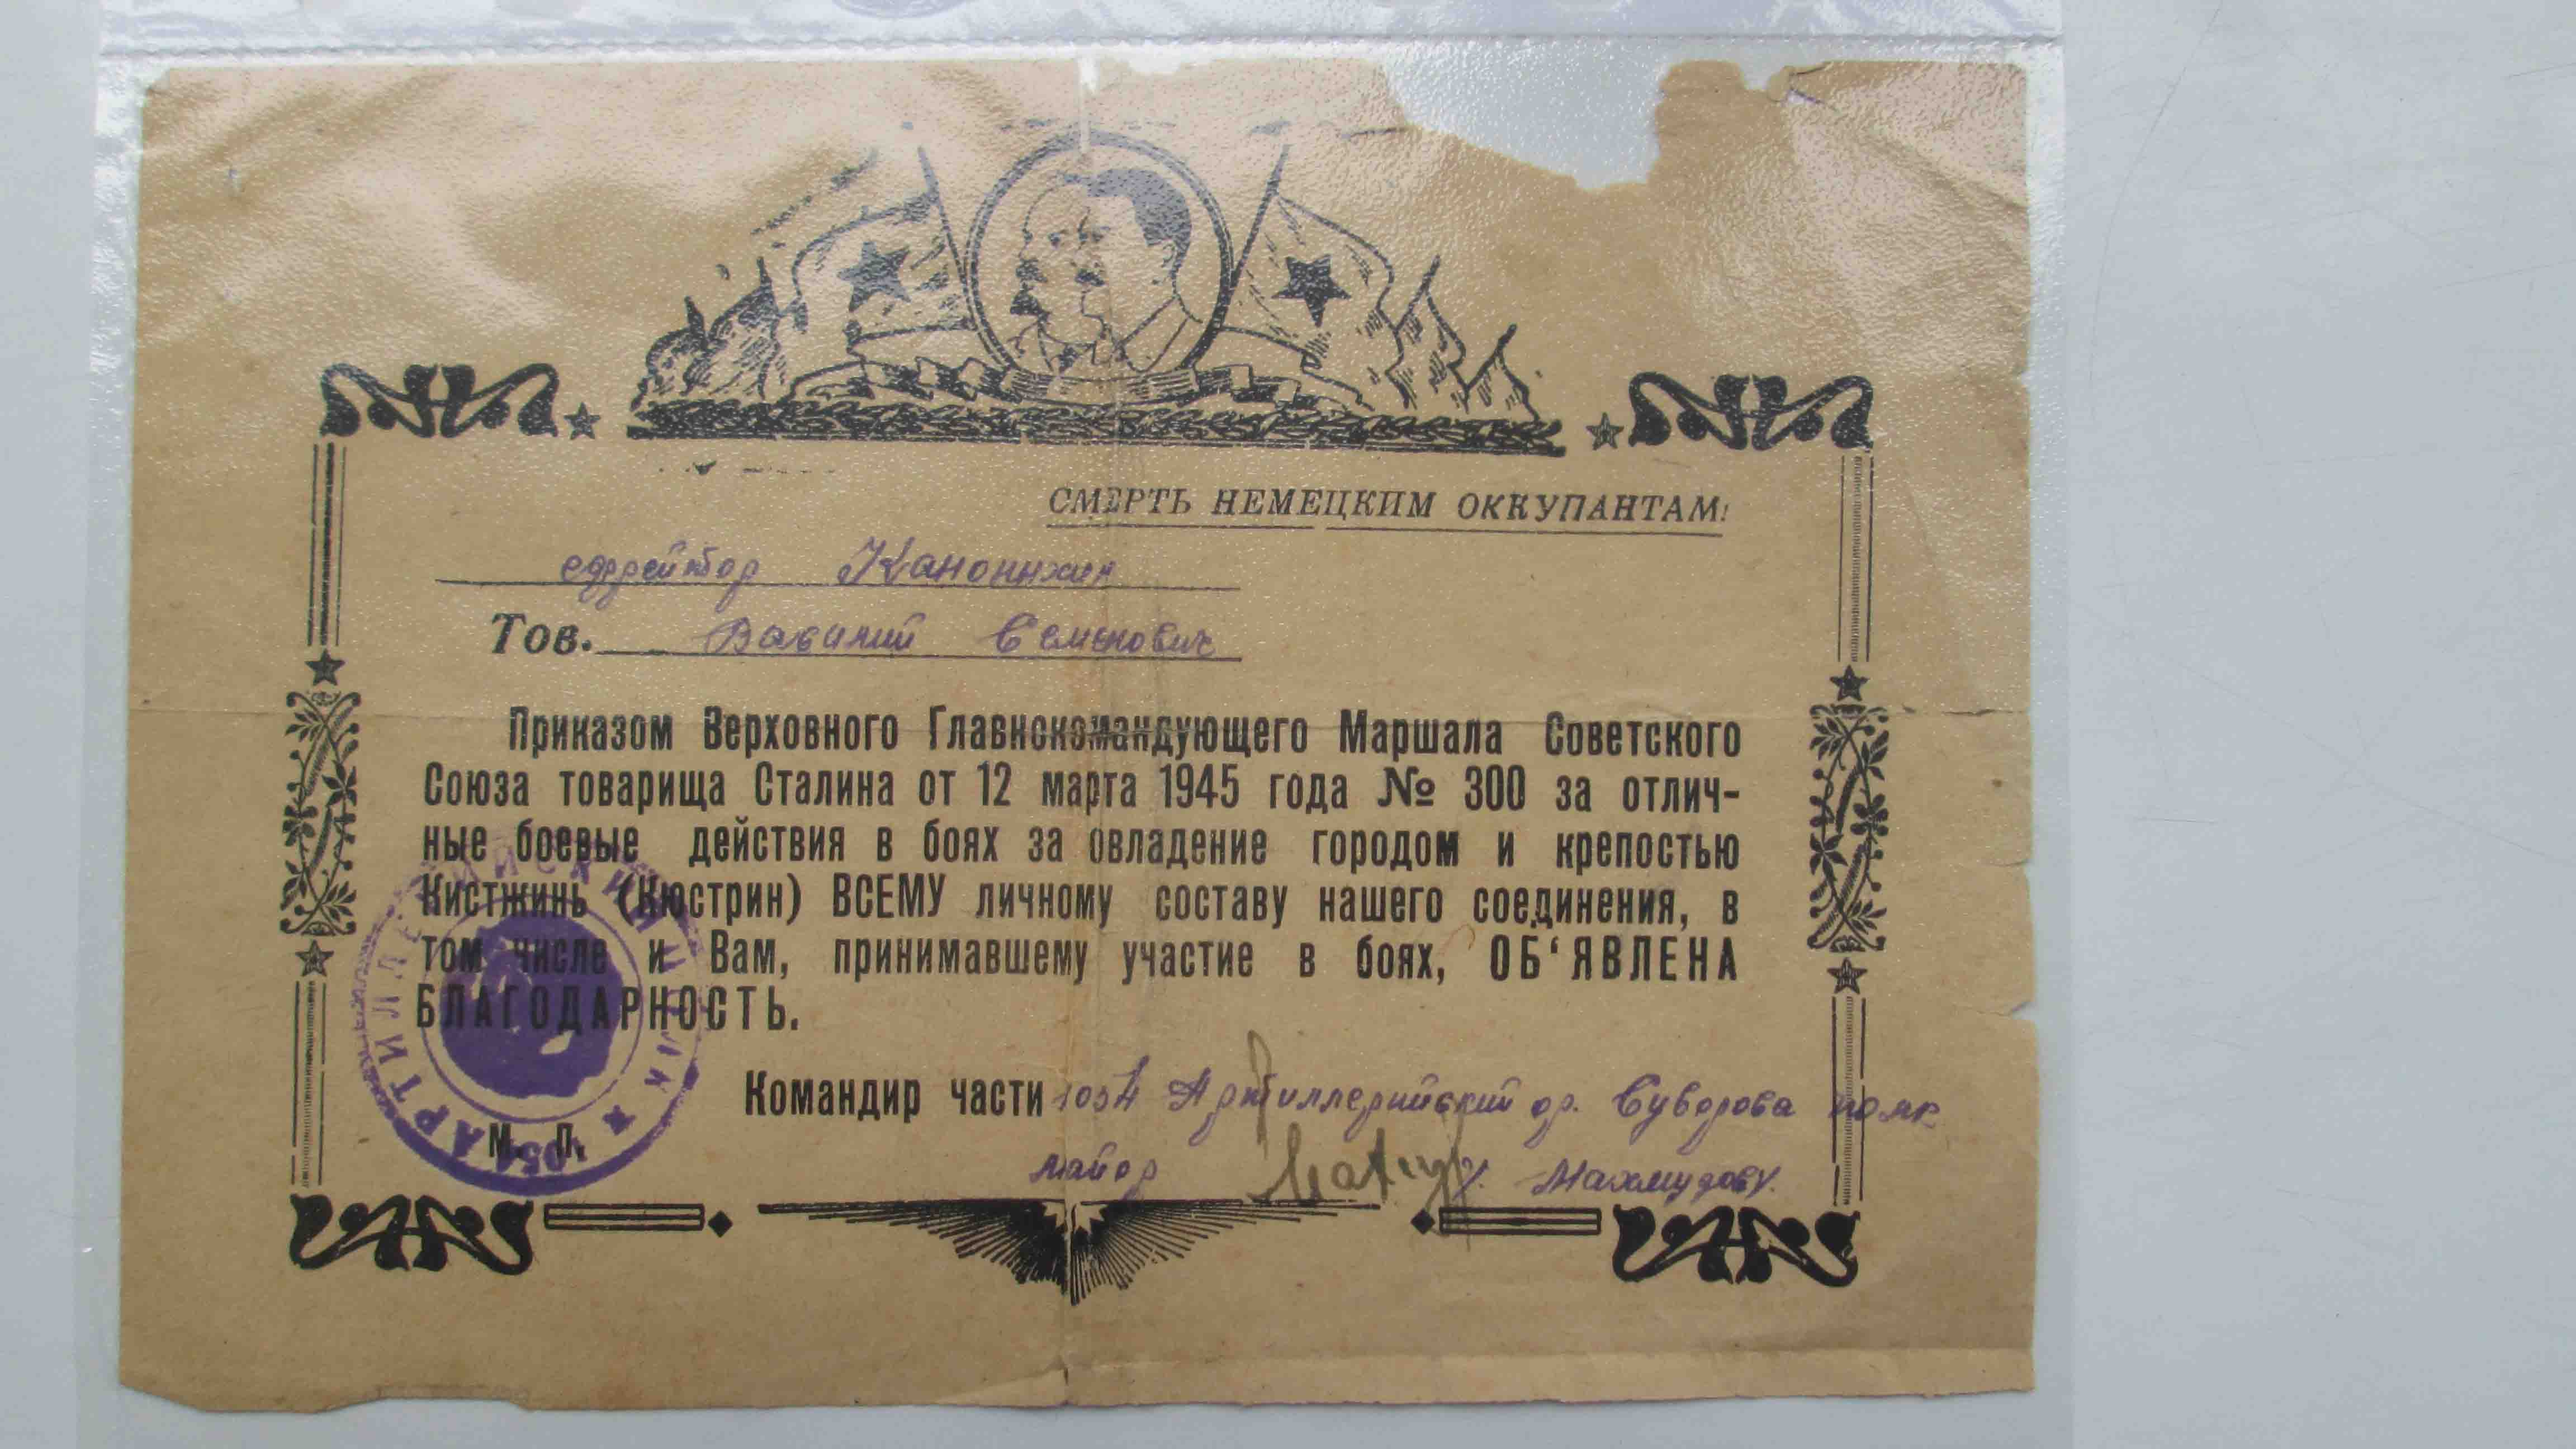 СМЕРТЬ НЕМЕЦКИМ ОККУПАНТАМ!
ефрейтор
Тов. Василий Семенович
Приказом Верховного Главнокомандующего Маршала Советского
Союза товарища Сталина от 12 марта 1945 года № 300 за отлич-
ные боевые действия в боях за овладение городом и крепостью
Кистжинь (Кюстрин) ВСЕМУ личному составу нашего соединения, в
том числе и Вам, принимавшему участие в боях, ОБ‘ЯВЛЕНА
БЛАГОДАРНОСТЬ.
Командир части 1054 Артиллерийский ор. Суворова полк
М. П.
майор Махмудову.